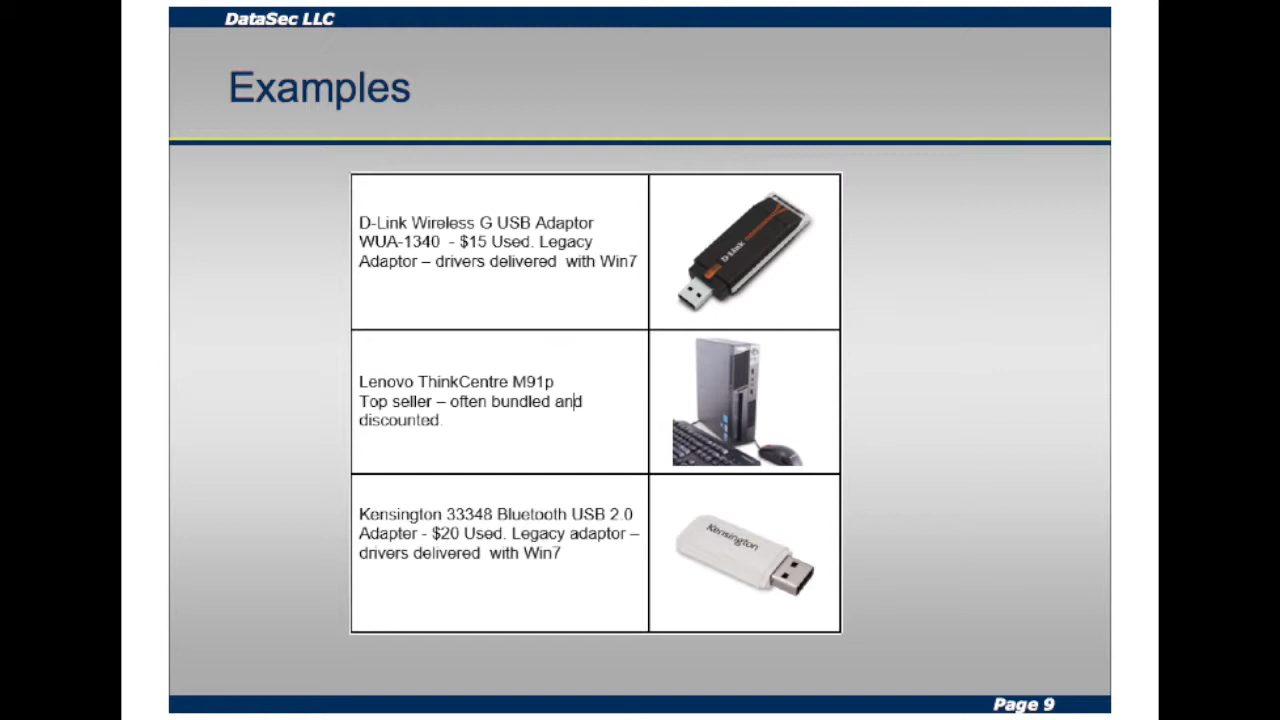 DataSec LLC
Examples
D-Link Wireless G USB Adaptor
WUA-1340 - $15 Used. Legacy
Adaptor – drivers delivered with Win7
D-Link
Lenovo ThinkCentre M91p
Top seller – often bundled and
discounted.
Kensington 33348 Bluetooth USB 2.0
Adapter - $20 Used. Legacy adaptor –
drivers delivered with Win7
Kensington
Page 9